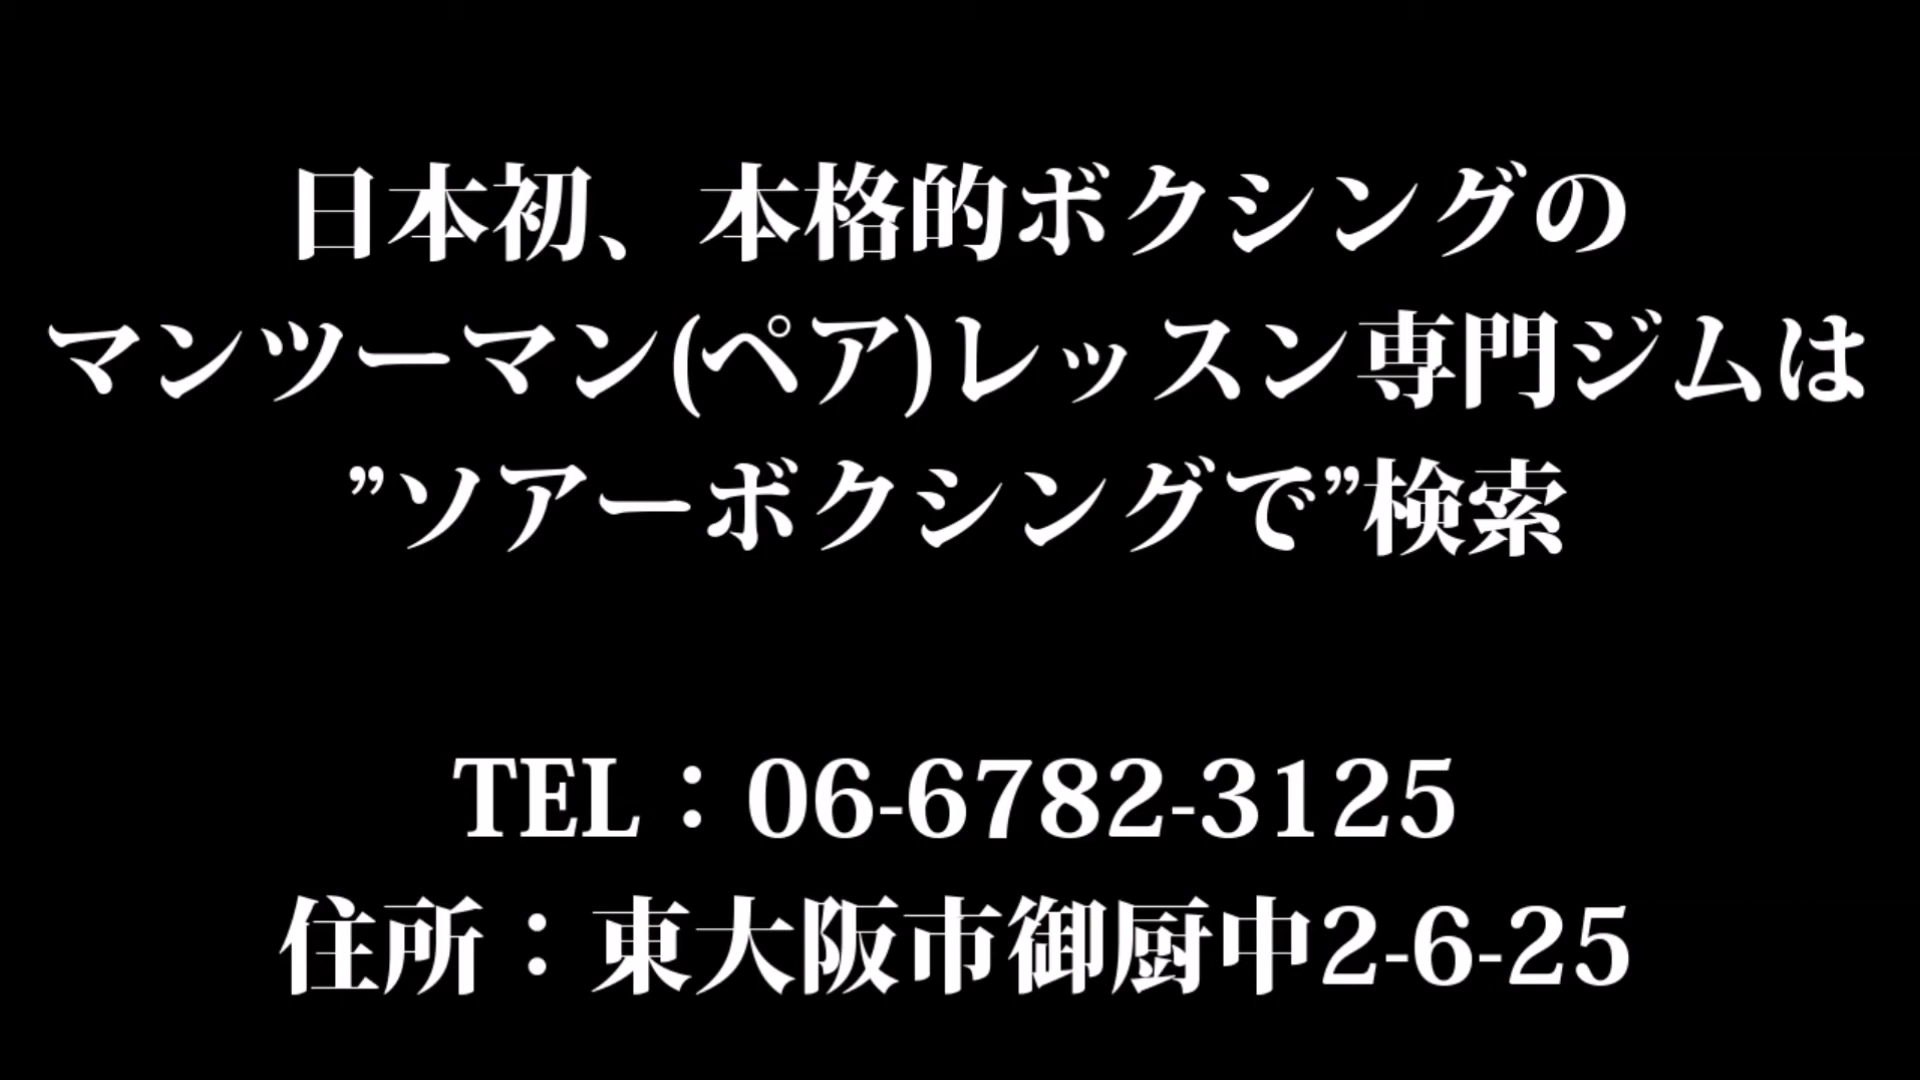 日本初、本格的ボクシングの
マンツーマン(ペア)レッスン専門ジムは
”ソアーボクシングで”検索
TEL：06-6782-3125
住所：東大阪市御厨中2-6-25